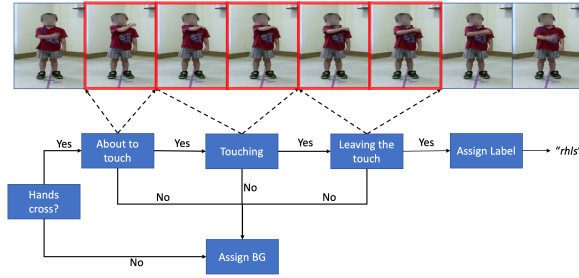 Yes
About to
touch
Yes
Touching
Yes
Leaving the
touch
Yes
Assign Label
"rhls"
Hands
cross?
No
No
No
No
Assign BG